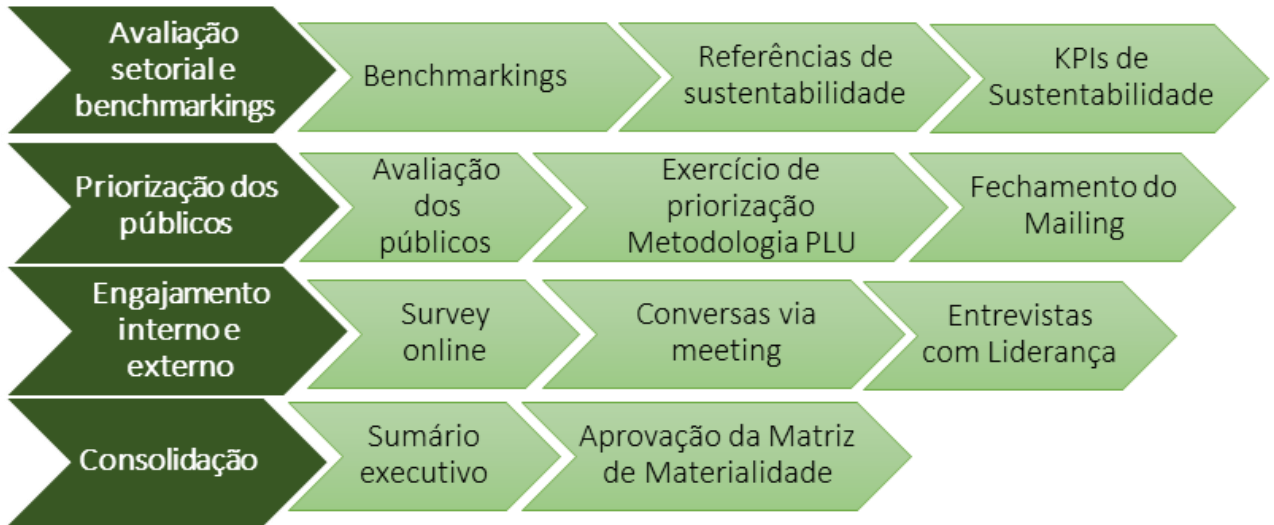 Avaliação
setorial e
benchmarkings
Benchmarkings
Referências de
sustentabilidade
KPIs de
Sustentabilidade
Priorização dos
públicos
Avaliação
dos
públicos
Exercício de
priorização
Metodologia PLU
Fechamento do
Mailing
Engajamento
interno e
externo
Survey
online
Conversas via
meeting
Entrevistas
com Liderança
Consolidação
Sumário
executivo
Aprovação da Matriz
de Materialidade